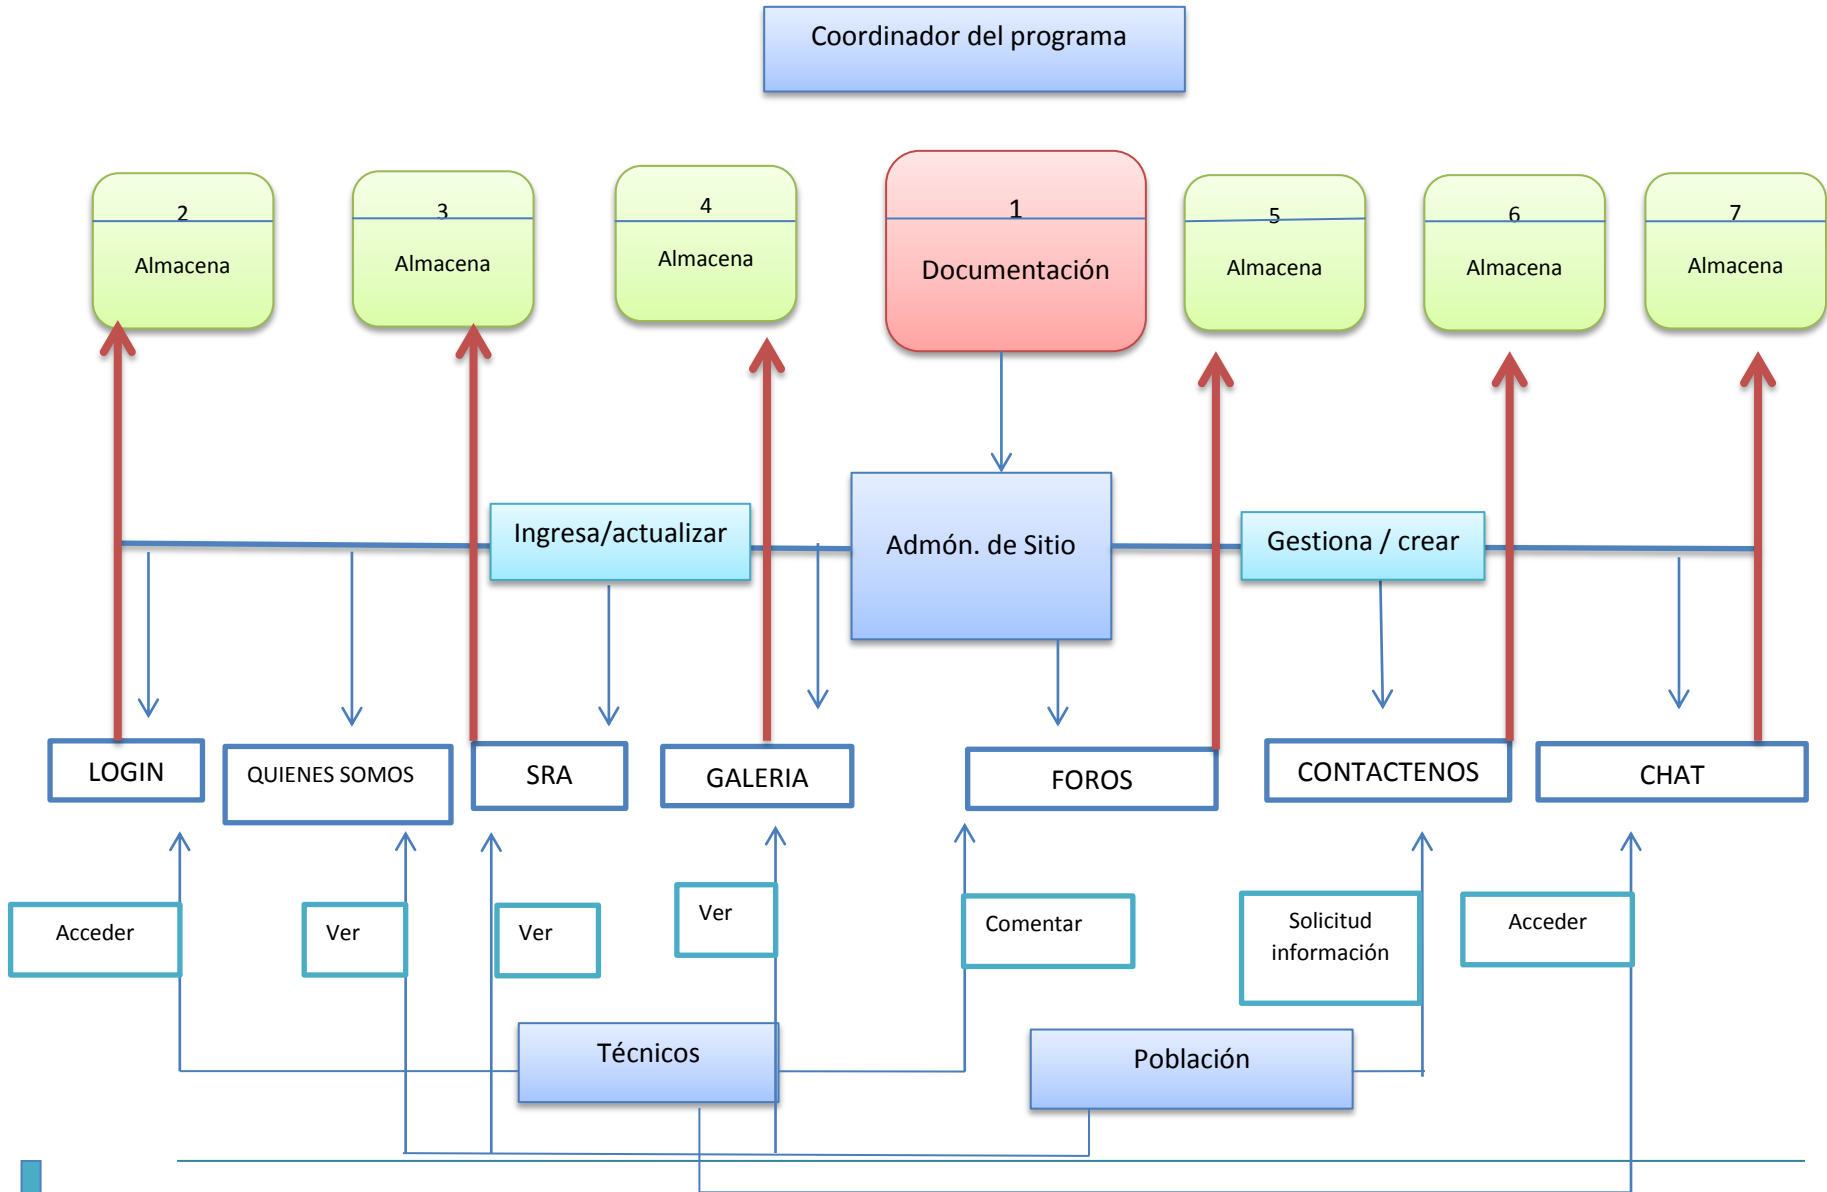 Coordinador del programa
2
Almacena
3
Almacena
4
Almacena
1
Documentación
5
Almacena
6
Almacena
7
Almacena
Ingresa/actualizar
Admón. de Sitio
Gestiona / crear
LOGIN
QUIENES SOMOS
SRA
GALERIA
FOROS
CONTACTENOS
CHAT
Acceder
Ver
Ver
Ver
Comentar
Solicitud
información
Acceder
Técnicos
Población